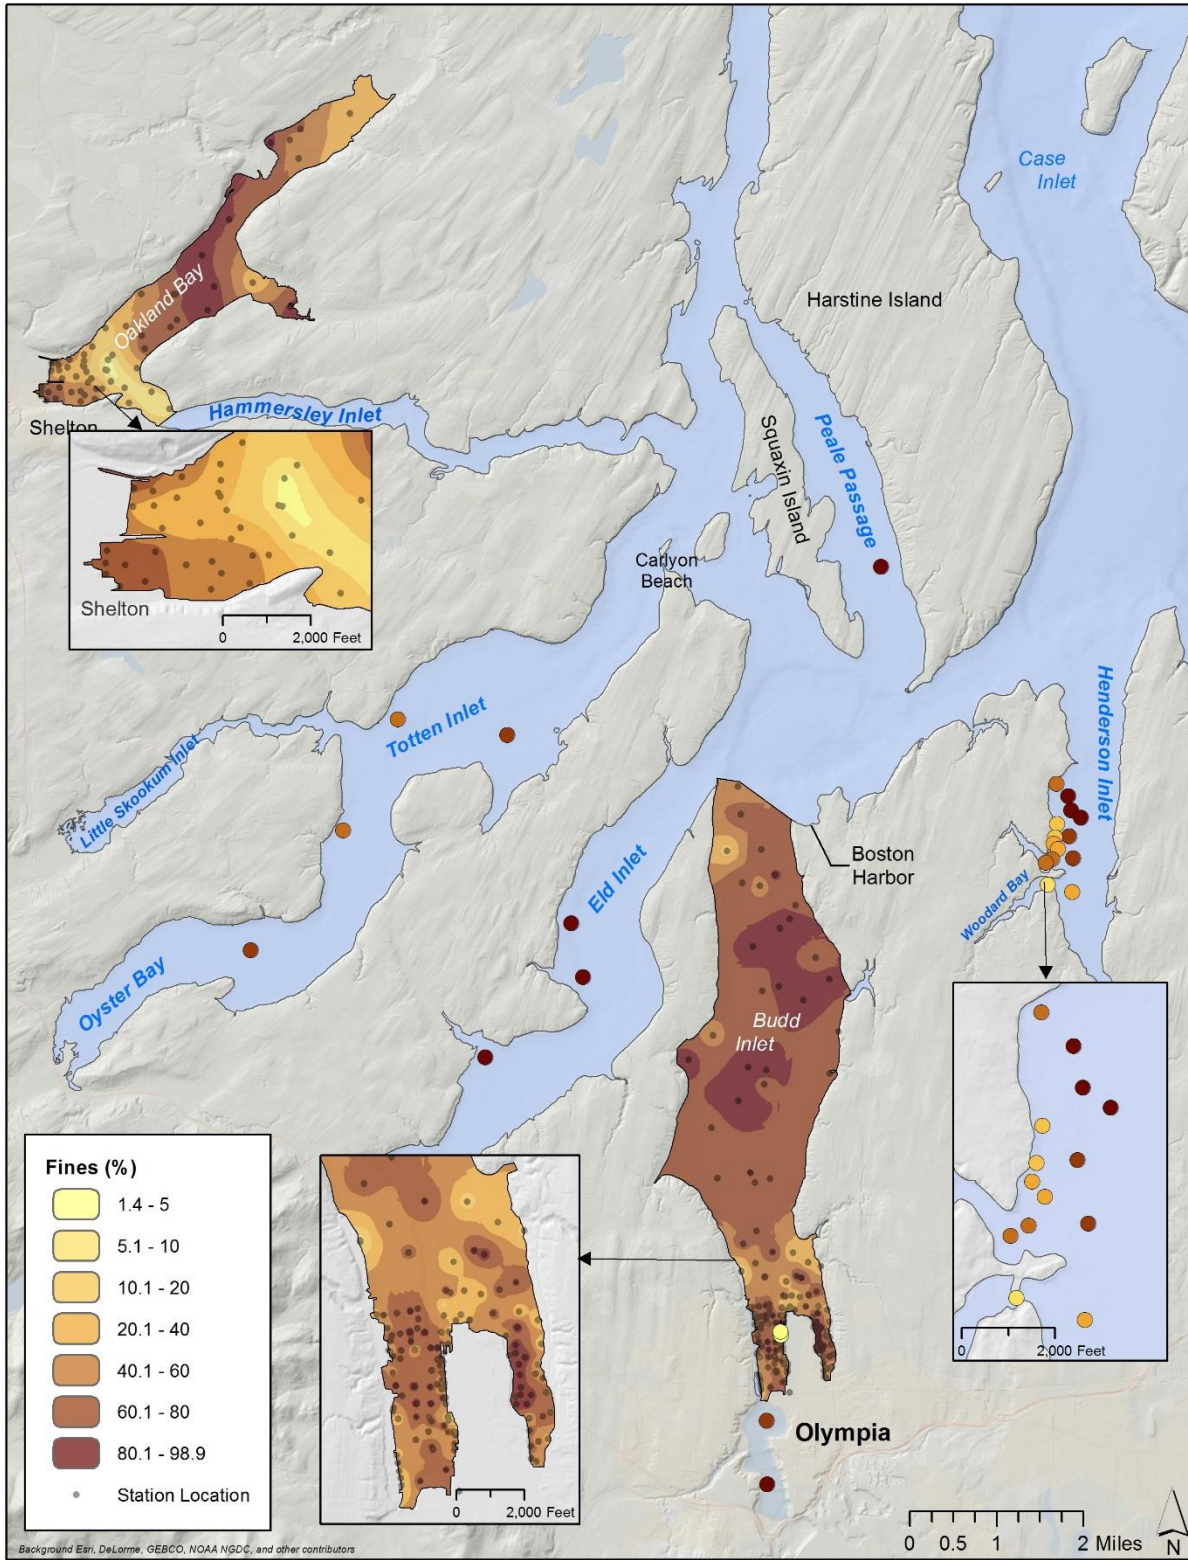 Case
Inlet
Oakland Bay
Harstine Island
Hammersley Inlet
Shelton
Squaxin Island
Peale Passage
Carlyon
Beach
Shelton
0 2,000 Feet
Henderson Inlet
Totten Inlet
Little Skookum Inlet
Boston
Harbor
Eld Inlet
Woodard Bay
Oyster Bay
Budd
Inlet
Fines (%)
1.4 - 5
5.1 - 10
10.1 - 20
20.1 - 40
40.1 - 60
60.1 - 80
80.1 - 98.9
Station Location
0 2,000 Feet
0 2,000 Feet
Olympia
0 0.5 1 2 Miles
N
Background Esri, DeLorme, GEBCO, NOAA NGDC, and other contributors